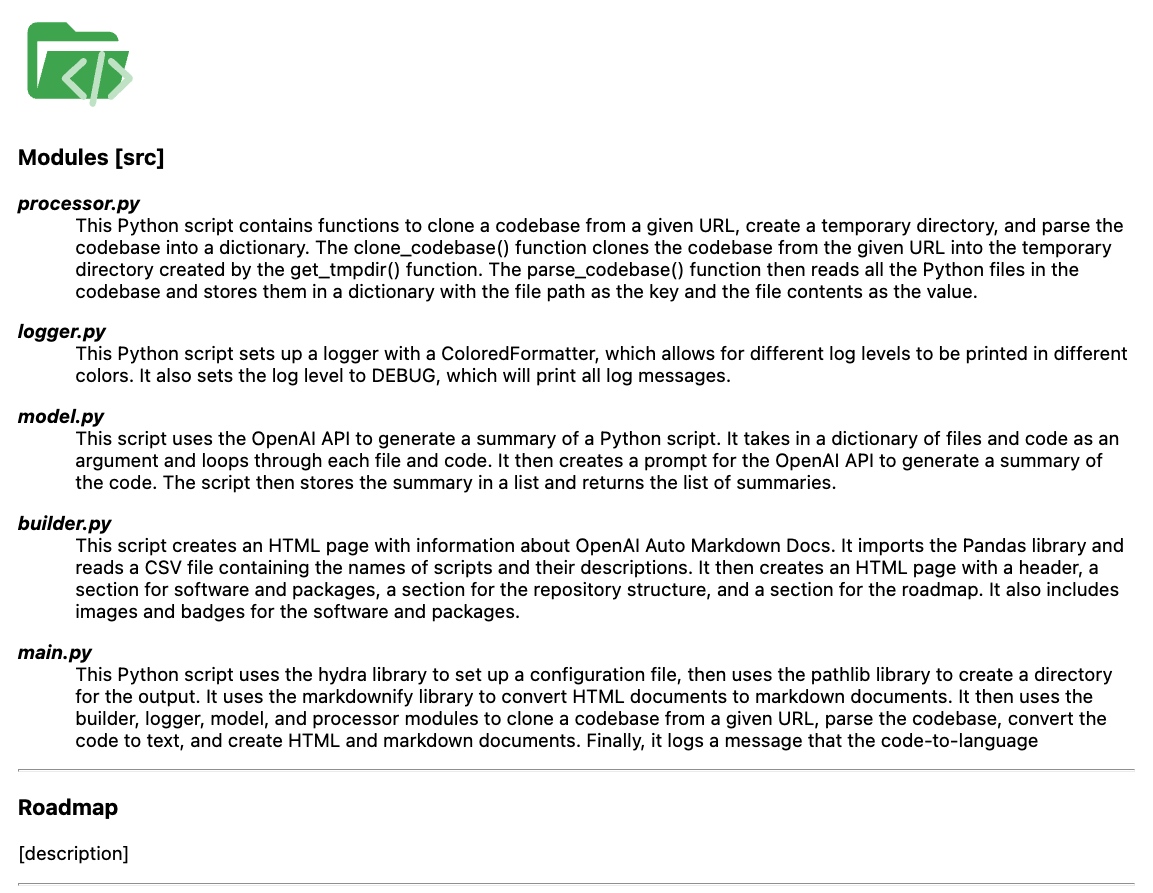 </>
Modules [src]
processor.py
This Python script contains functions to clone a codebase from a given URL, create a temporary directory, and parse the
codebase into a dictionary. The clone_codebase() function clones the codebase from the given URL into the temporary
directory created by the get_tmpdir() function. The parse_codebase() function then reads all the Python files in the
codebase and stores them in a dictionary with the file path as the key and the file contents as the value.
logger.py
This Python script sets up a logger with a ColoredFormatter, which allows for different log levels to be printed in different
colors. It also sets the log level to DEBUG, which will print all log messages.
model.py
This script uses the OpenAI API to generate a summary of a Python script. It takes in a dictionary of files and code as an
argument and loops through each file and code. It then creates a prompt for the OpenAI API to generate a summary of
the code. The script then stores the summary in a list and returns the list of summaries.
builder.py
This script creates an HTML page with information about OpenAI Auto Markdown Docs. It imports the Pandas library and
reads a CSV file containing the names of scripts and their descriptions. It then creates an HTML page with a header, a
section for software and packages, a section for the repository structure, and a section for the roadmap. It also includes
images and badges for the software and packages.
main.py
This Python script uses the hydra library to set up a configuration file, then uses the pathlib library to create a directory
for the output. It uses the markdownify library to convert HTML documents to markdown documents. It then uses the
builder, logger, model, and processor modules to clone a codebase from a given URL, parse the codebase, convert the
code to text, and create HTML and markdown documents. Finally, it logs a message that the code-to-language
Roadmap
[description]